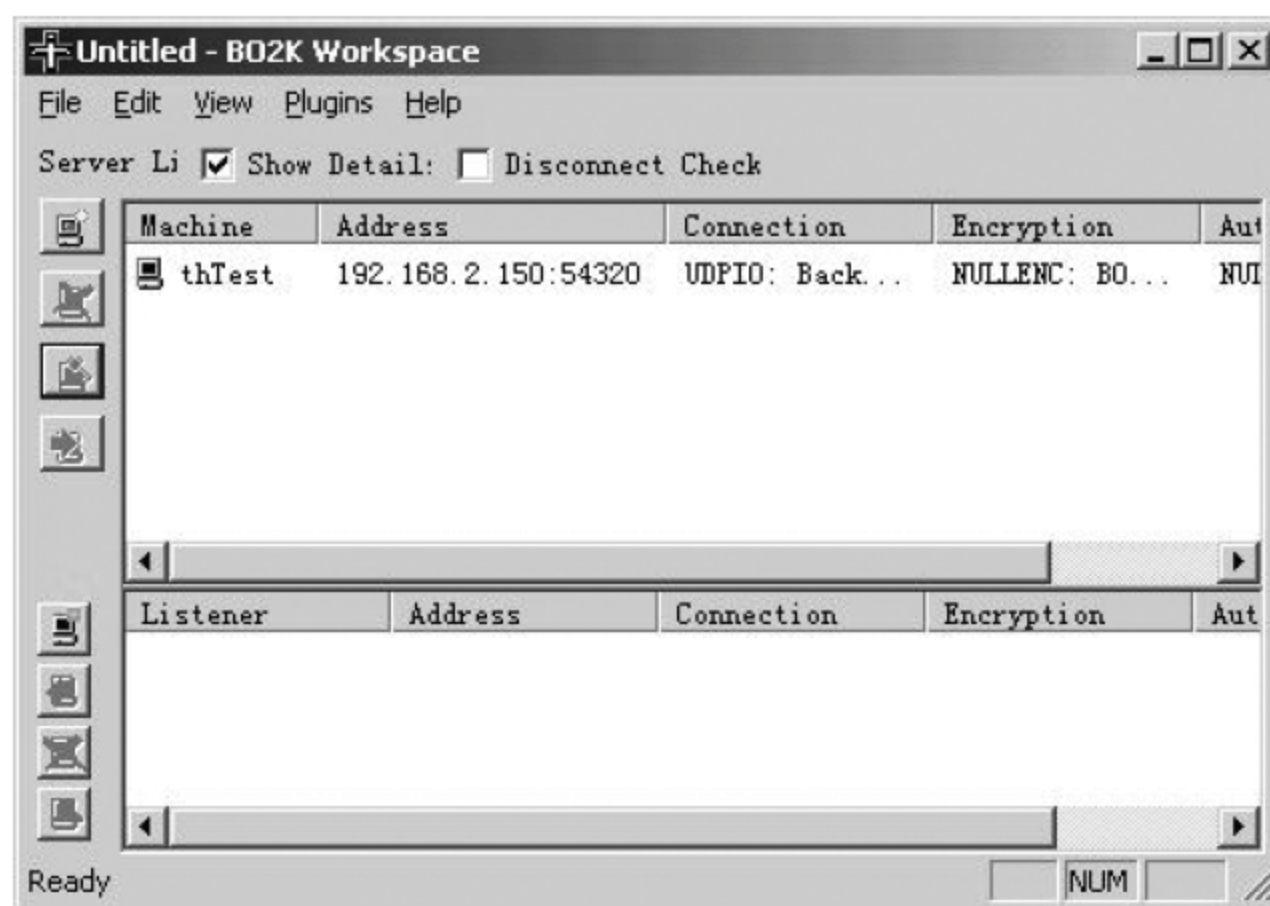 Untitled - BO2K Workspace
File Edit View Plugins Help
Server Li Show Detail: Disconnect Check
Machine Address Connection Encryption Aut
thTest 192.168.2.150:54320 UDPIO: Back... NULLENC: BO... NUL
Listener Address Connection Encryption Aut
Ready NUM